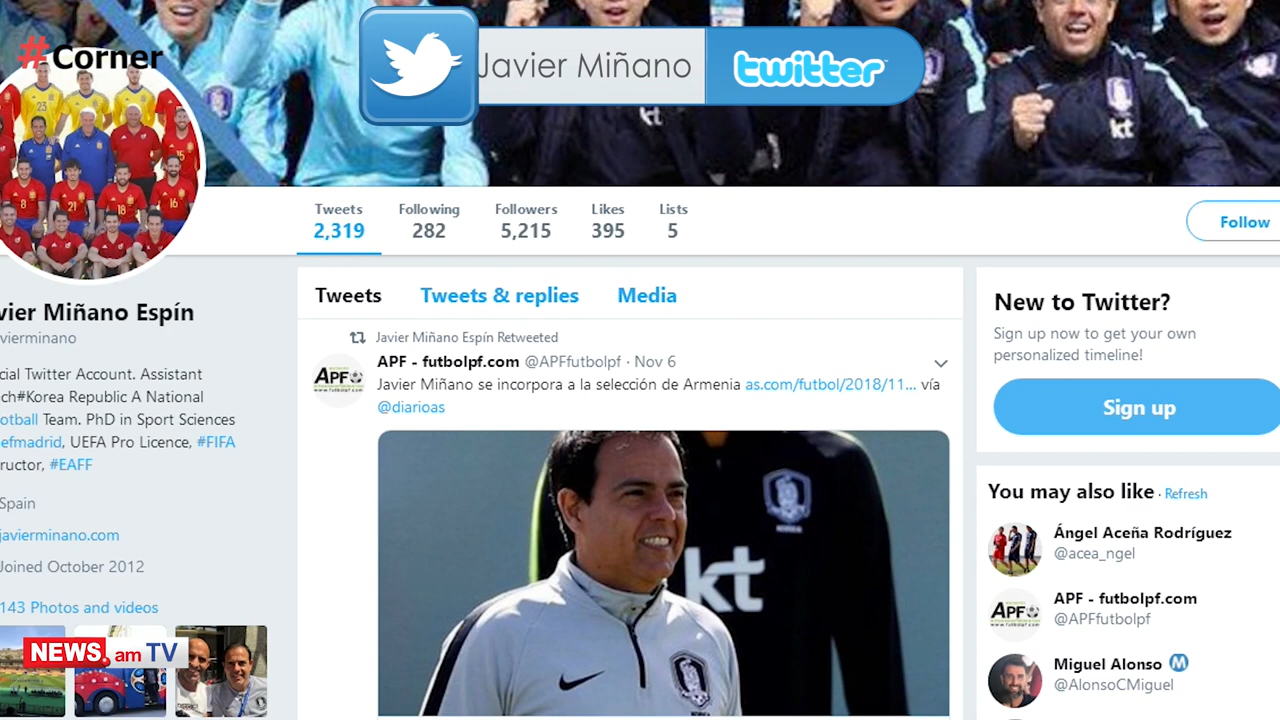 #Corner
Javier Miñano
twitter
kt
kt
Tweets Following Followers Likes Lists
2,319 282 5,215 395 5
Follow
vier Miñano Espín
vierminano
cial Twitter Account. Assistant
ch#Korea Republic A National
otball Team. PhD in Sport Sciences
efmadrid, UEFA Pro Licence, #FIFA
ructor, #EAFF
Spain
javierminano.com
Joined October 2012
143 Photos and videos
NEWS.am TV
Tweets Tweets & replies Media
Javier Miñano Espín Retweeted
APF - futbolpf.com @APFfutbolpf · Nov 6
Javier Miñano se incorpora a la selección de Armenia as.com/futbol/2018/11... vía
@diarioas
APF
kt
New to Twitter?
Sign up now to get your own
personalized timeline!
Sign up
You may also like · Refresh
Ángel Aceña Rodríguez
@acea_ngel
APF - futbolpf.com
@APFfutbolpf
APF
Miguel Alonso M
@AlonsoCMiguel